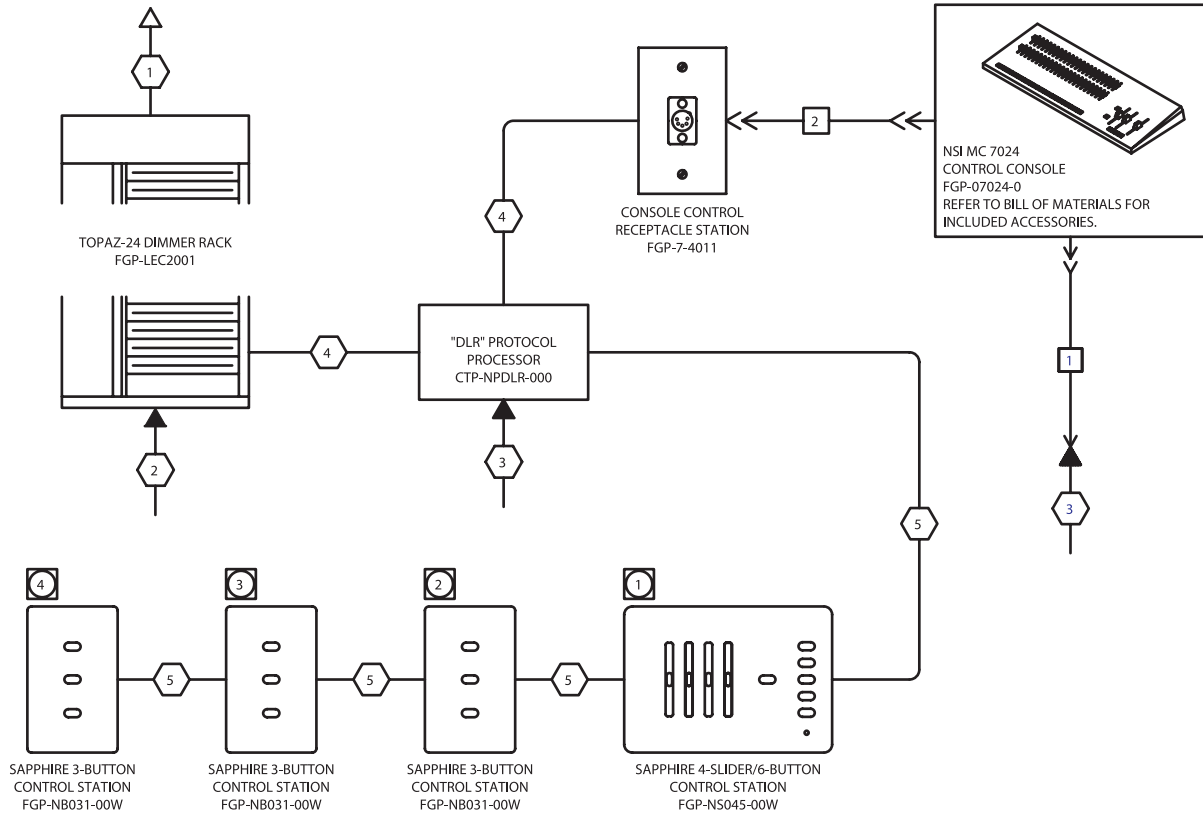 1
TOPAZ-24 DIMMER RACK
FGP-LEC2001
2
4
4
CONSOLE CONTROL
RECEPTACLE STATION
FGP-7-4011
2
NSI MC 7024
CONTROL CONSOLE
FGP-07024-0
REFER TO BILL OF MATERIALS FOR
INCLUDED ACCESSORIES.
"DLR" PROTOCOL
PROCESSOR
CTP-NPDLR-000
3
1
3
5
4
3
2
1
5
5
5
SAPPHIRE 3-BUTTON
CONTROL STATION
FGP-NB031-00W
SAPPHIRE 3-BUTTON
CONTROL STATION
FGP-NB031-00W
SAPPHIRE 3-BUTTON
CONTROL STATION
FGP-NB031-00W
SAPPHIRE 4-SLIDER/6-BUTTON
CONTROL STATION
FGP-NS045-00W